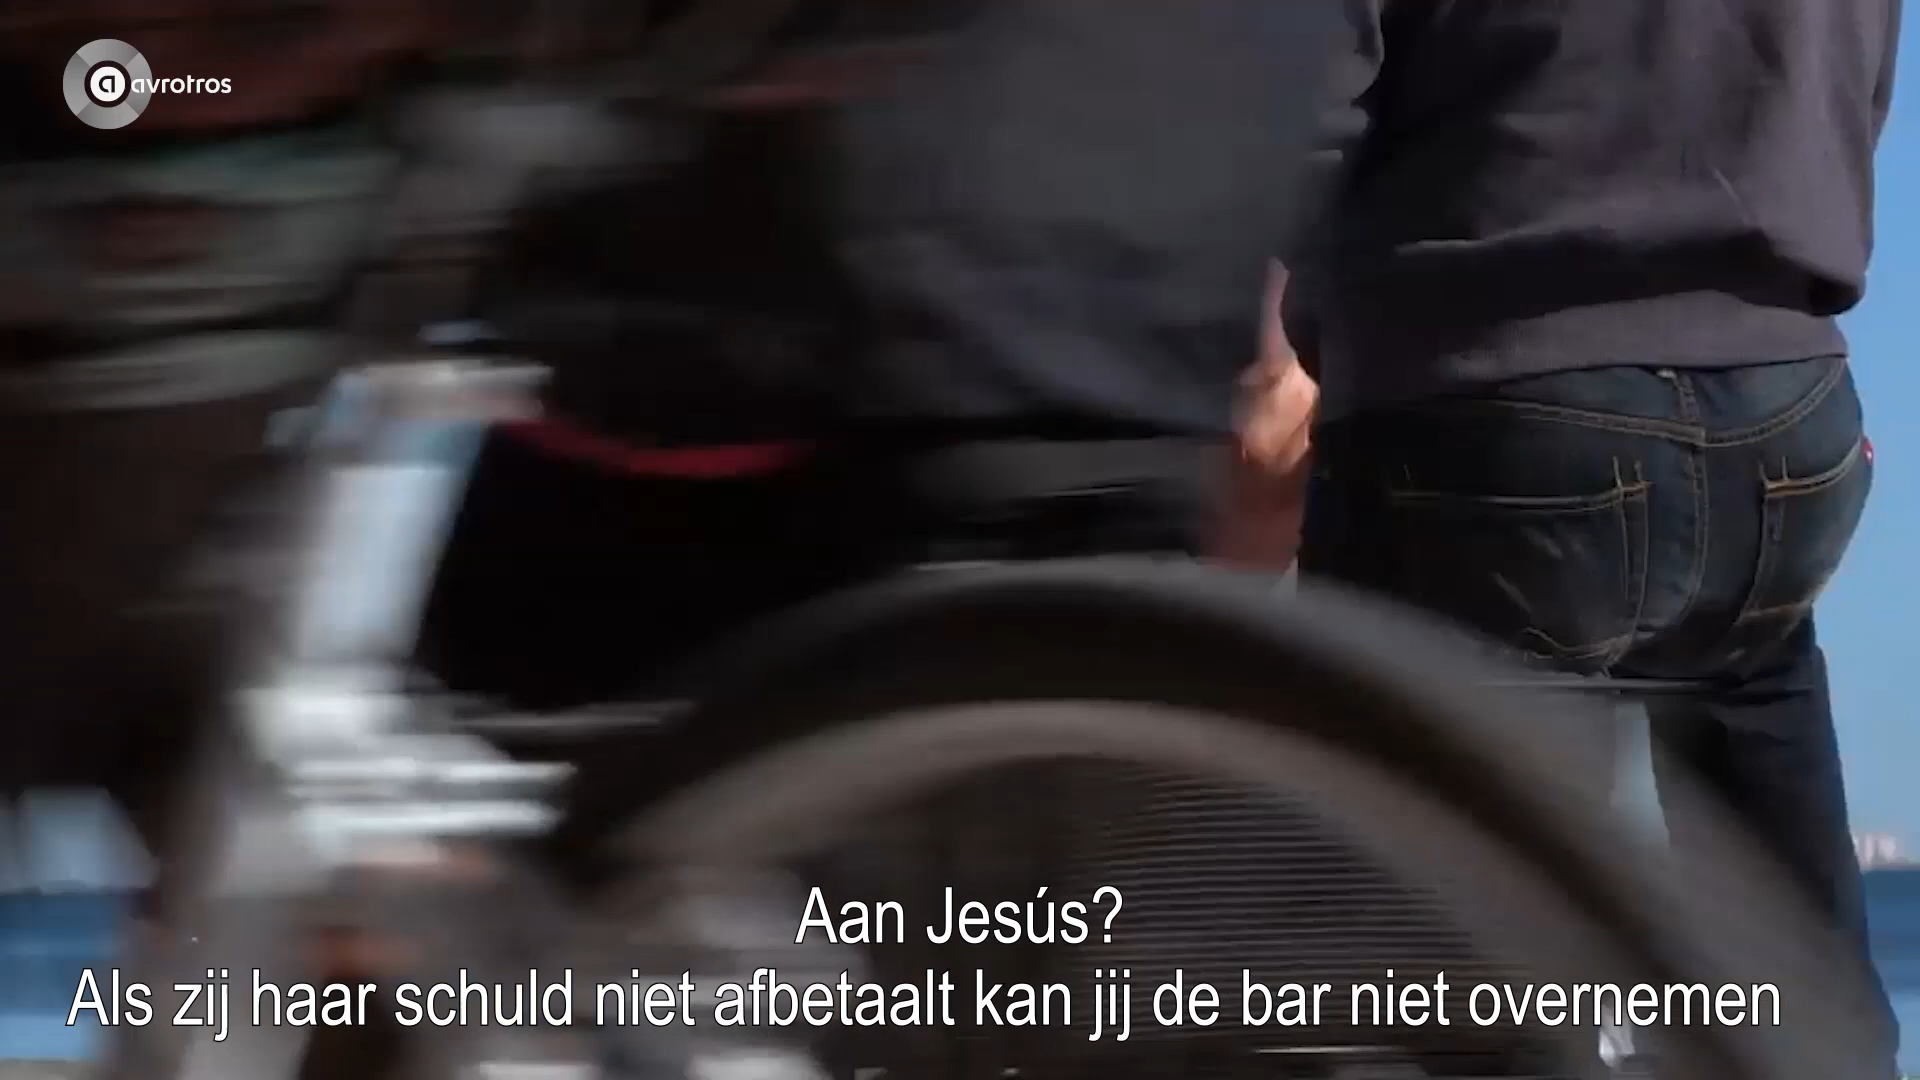 avrotros
Aan Jesús?
Als zij haar schuld niet afbetaalt kan jij de bar niet overnemen